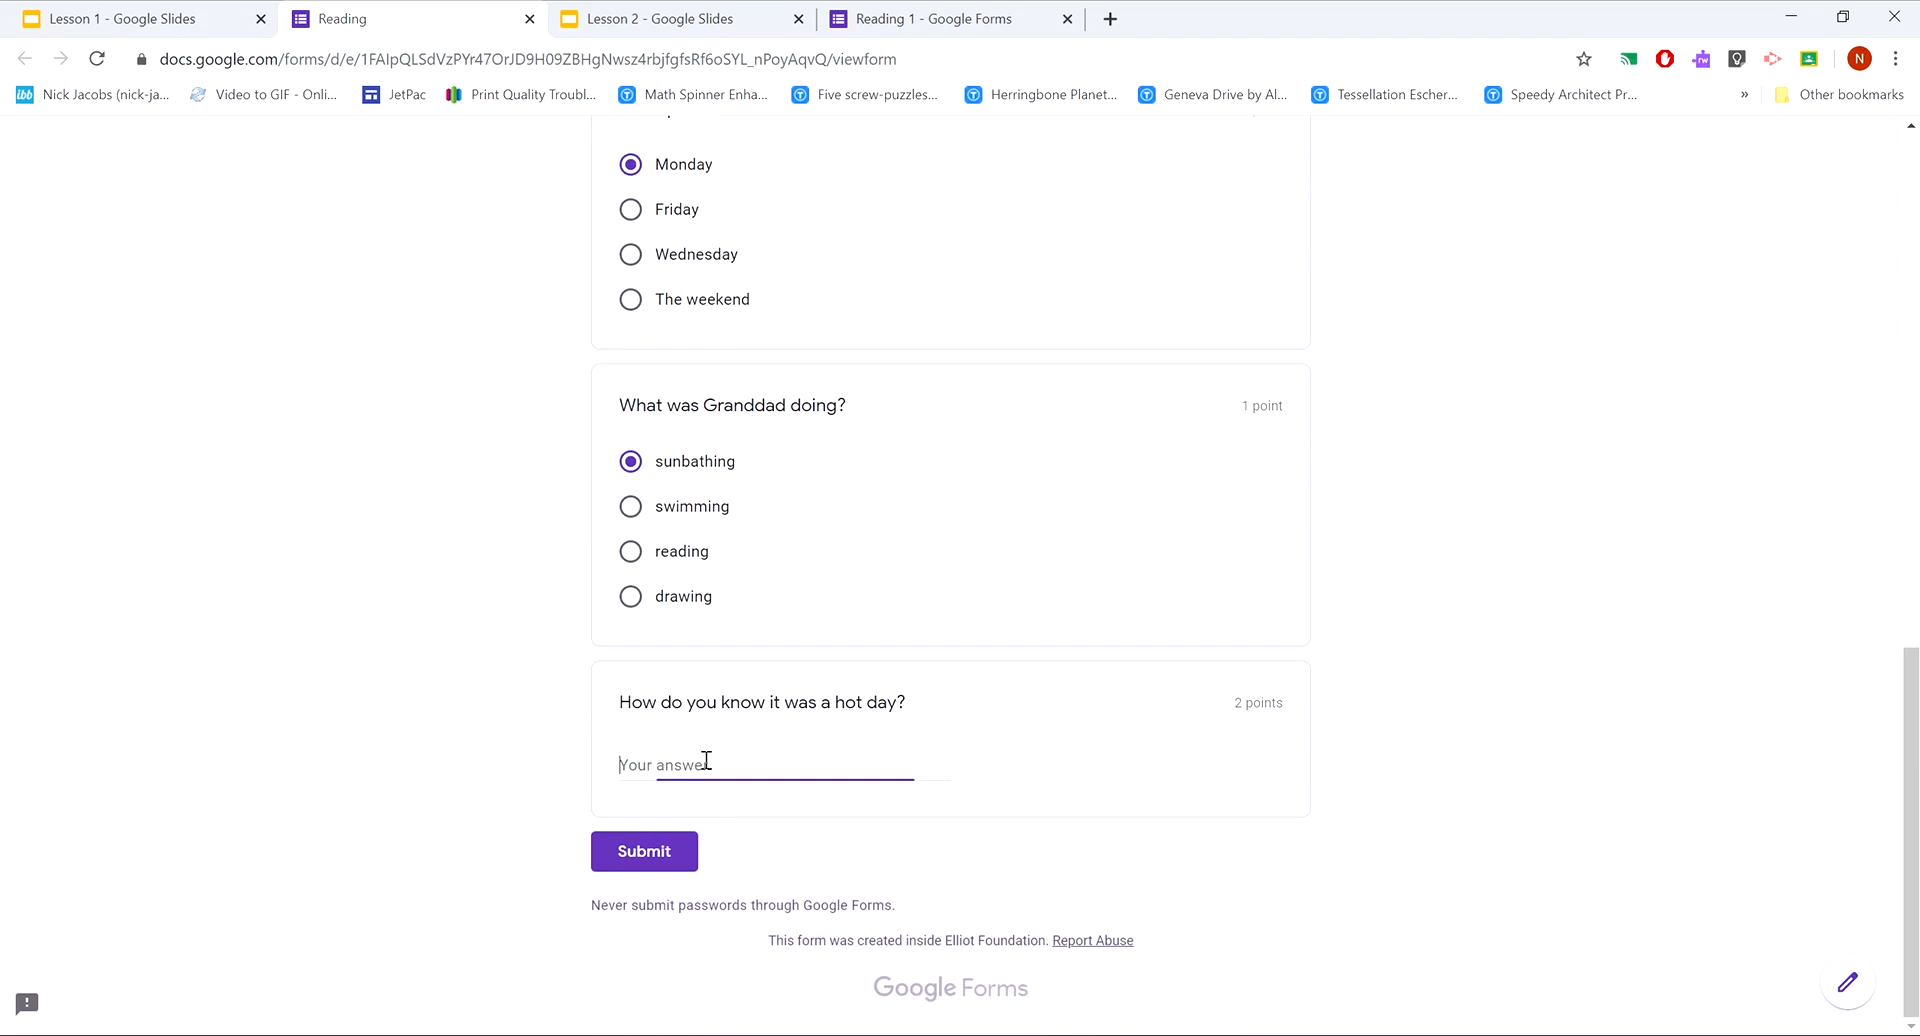 Lesson 1 - Google Slides
Reading
Lesson 2 - Google Slides
Reading 1 - Google Forms
docs.google.com/forms/d/e/1FAIpQLSdVzPYr47OrJD9H09ZBHgNwsz4rbjfgfsRf6oSYL_nPoyAqvQ/viewform
N
ibb Nick Jacobs (nick-ja...
Video to GIF - Onli...
JetPac
Print Quality Troubl...
Math Spinner Enha...
Five screw-puzzles...
Herringbone Planet...
Geneva Drive by Al...
Tessellation Escher...
Speedy Architect Pr...
»
Other bookmarks
Monday
Friday
Wednesday
The weekend
What was Granddad doing? 1 point
sunbathing
swimming
reading
drawing
How do you know it was a hot day? 2 points
Your answer
Submit
Never submit passwords through Google Forms.
This form was created inside Elliot Foundation. Report Abuse
Google Forms